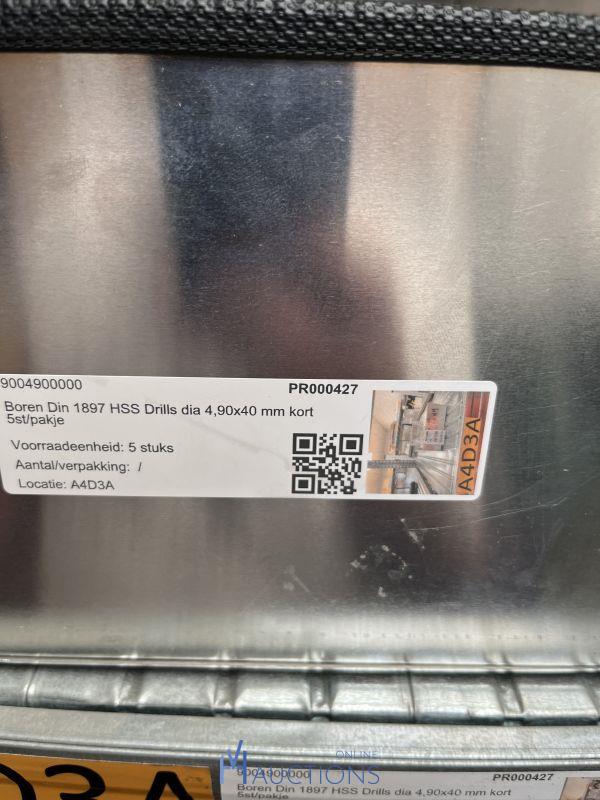 9004900000 PR000427
Boren Din 1897 HSS Drills dia 4,90x40 mm kort
5st/pakje
Voorraadeenheid: 5 stuks
Aantal/verpakking: /
Locatie: A4D3A
A4D3A
D3A
ONLINE
AUCTIONS
9004900000 PR000427
Boren Din 1897 HSS Drills dia 4,90x40 mm kort
5st/pakje